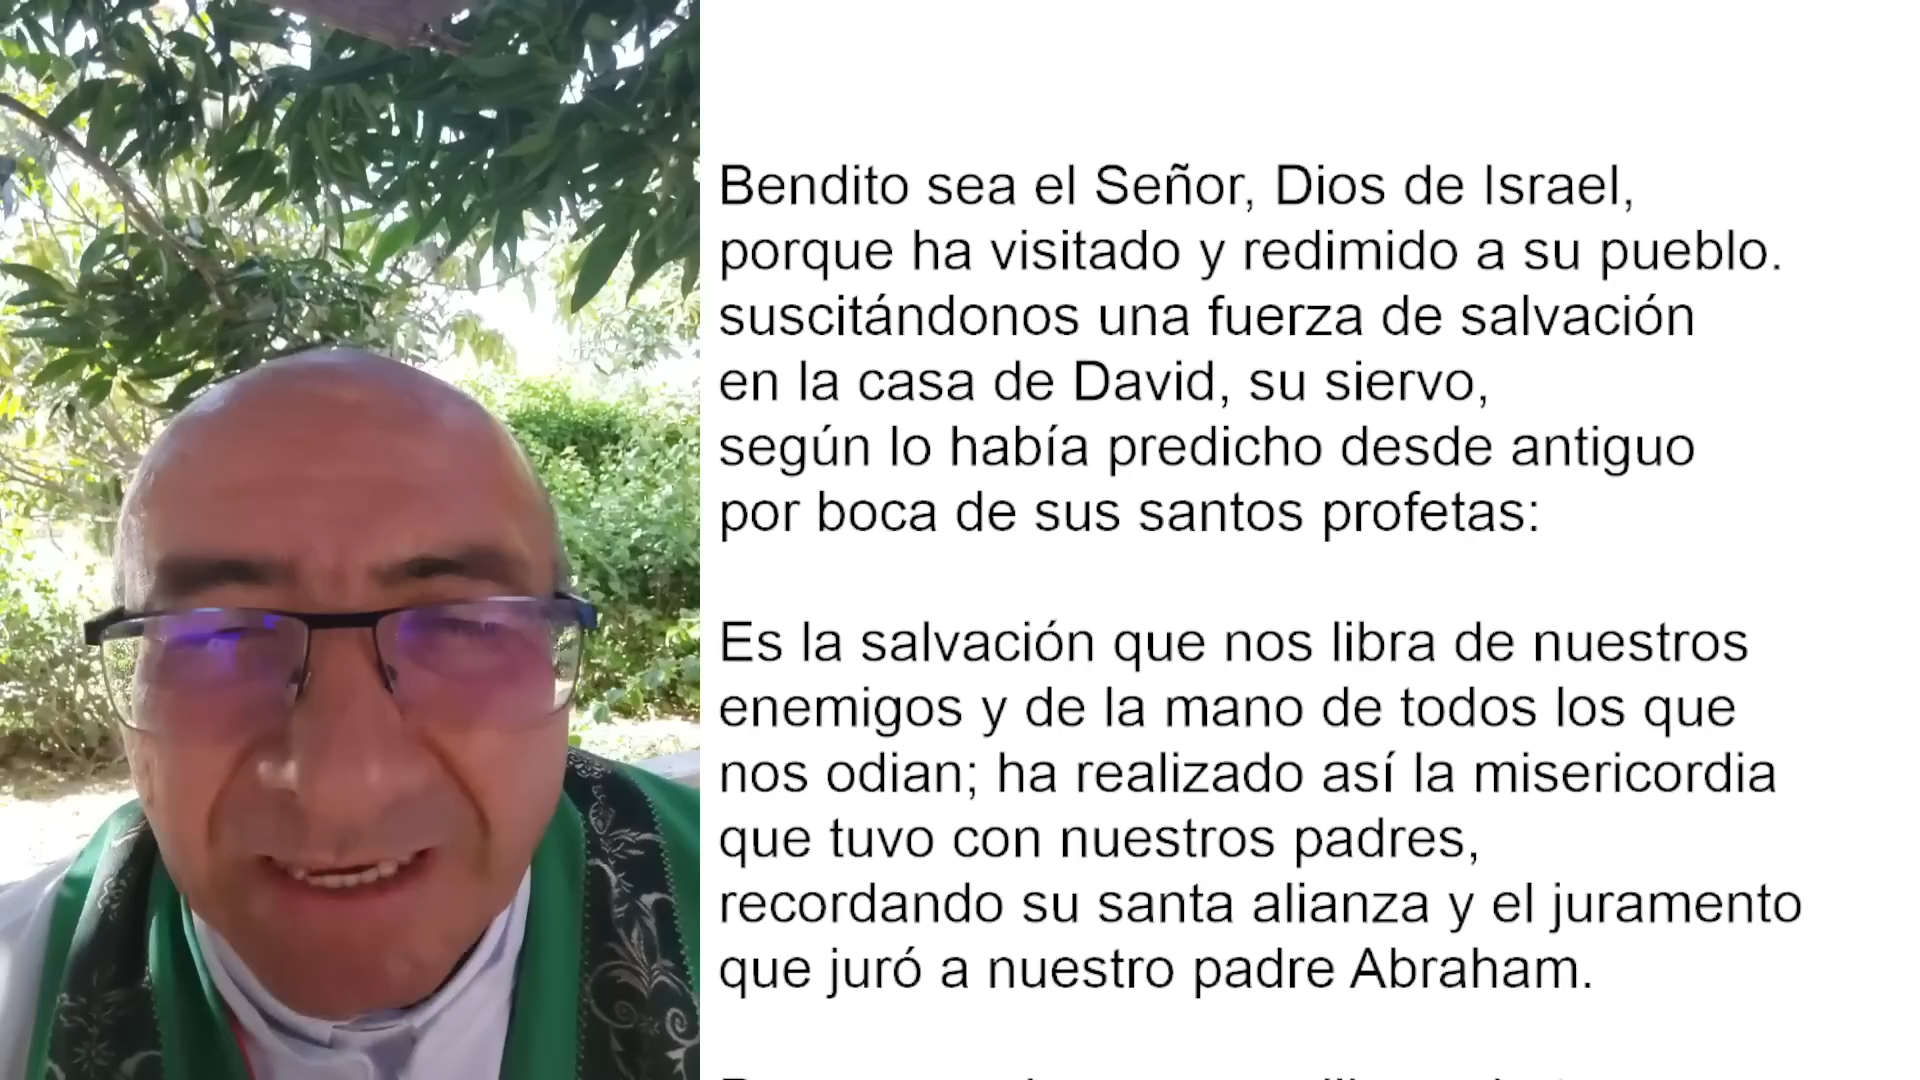 Bendito sea el Señor, Dios de Israel,
porque ha visitado y redimido a su pueblo.
suscitándonos una fuerza de salvación
en la casa de David, su siervo,
según lo había predicho desde antiguo
por boca de sus santos profetas:
Es la salvación que nos libra de nuestros
enemigos y de la mano de todos los que
nos odian; ha realizado así la misericordia
que tuvo con nuestros padres,
recordando su santa alianza y el juramento
que juró a nuestro padre Abraham.